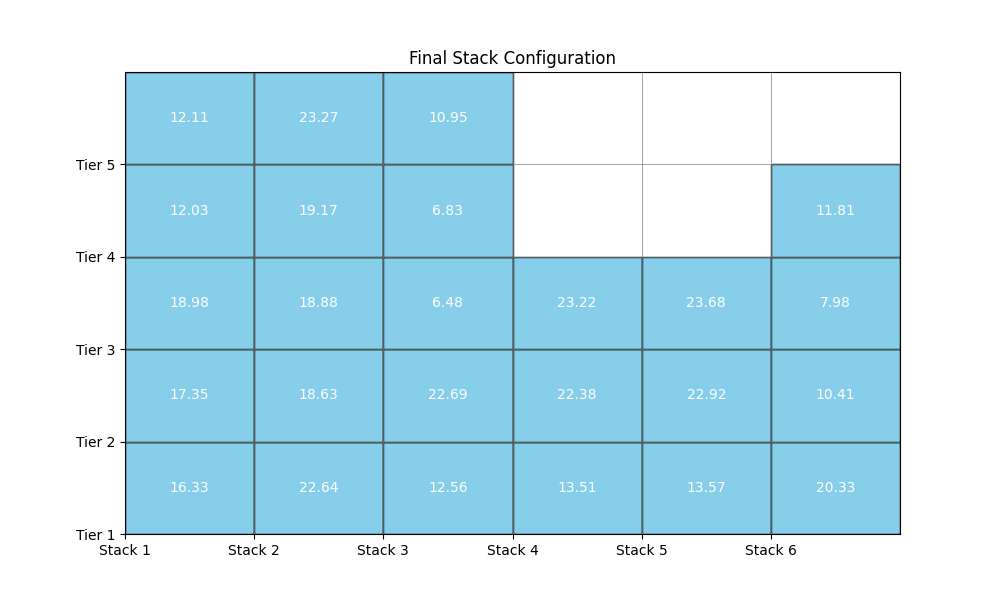 Final Stack Configuration
12.11 23.27 10.95
Tier 5
12.03 19.17 6.83 11.81
Tier 4
18.98 18.88 6.48 23.22 23.68 7.98
Tier 3
17.35 18.63 22.69 22.38 22.92 10.41
Tier 2
16.33 22.64 12.56 13.51 13.57 20.33
Tier 1
Stack 1 Stack 2 Stack 3 Stack 4 Stack 5 Stack 6